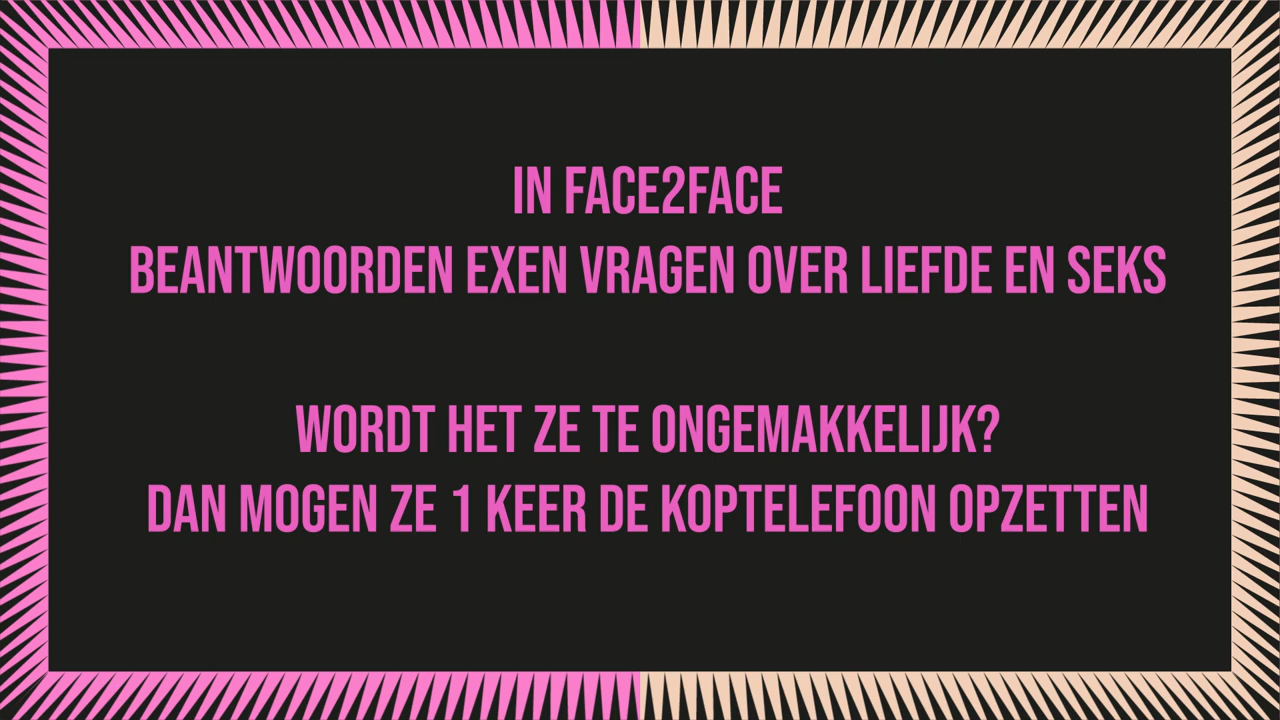 IN FACE2FACE
BEANTWOORDEN EXEN VRAGEN OVER LIEFDE EN SEKS
WORDT HET ZE TE ONGEMAKKELIJK?
DAN MOGEN ZE 1 KEER DE KOPTELEFOON OPZETTEN